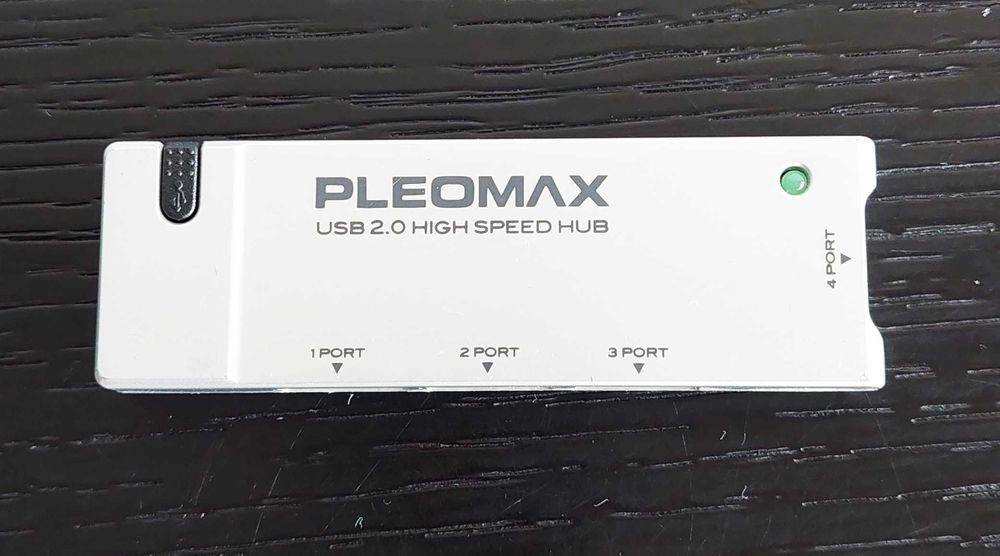 PLEOMAX
USB 2.0 HIGH SPEED HUB
4 PORT
1 PORT
2 PORT
3 PORT